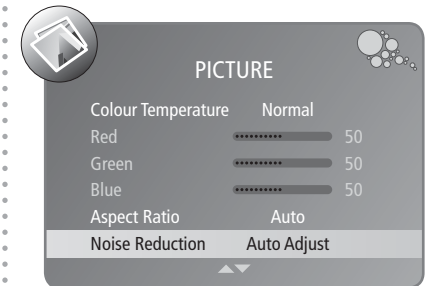 PICTURE
Colour Temperature Normal
Red 50
Green 50
Blue 50
Aspect Ratio Auto
Noise Reduction Auto Adjust